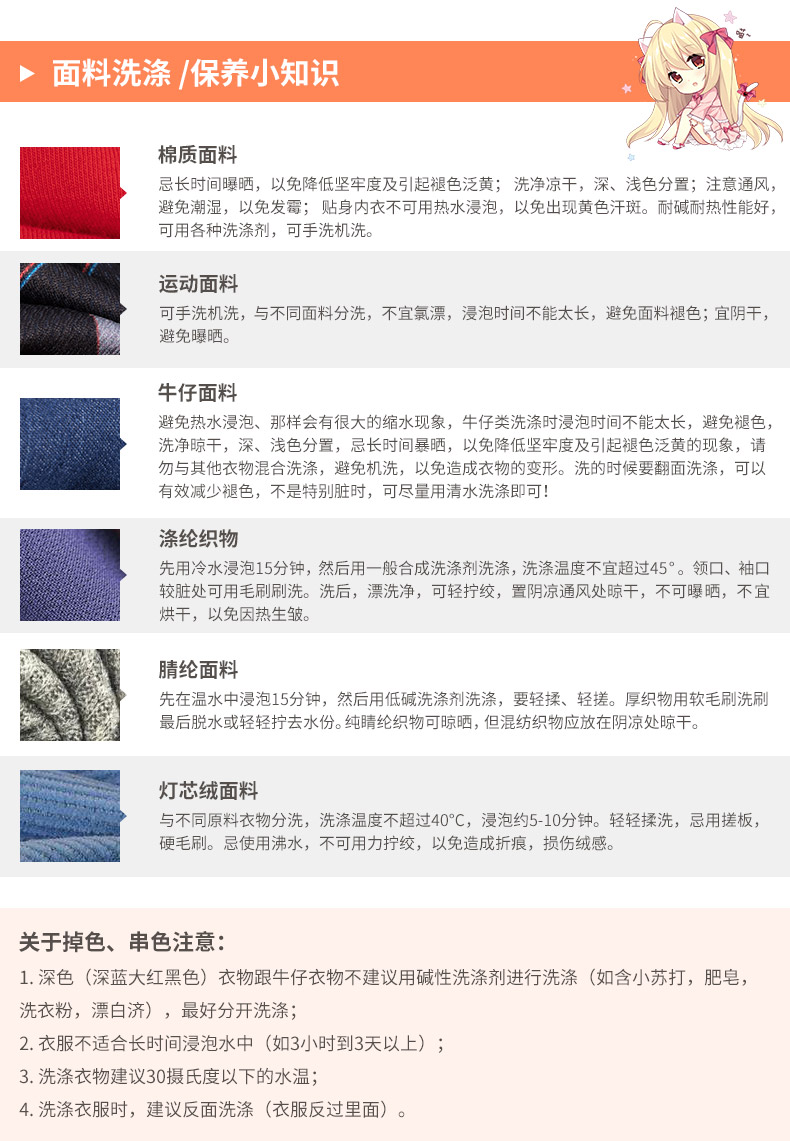 面料洗涤 /保养小知识
喵~
棉质面料
忌长时间曝晒，以免降低坚牢度及引起褪色泛黄； 洗净凉干，深、浅色分置；注意通风，
避免潮湿，以免发霉； 贴身内衣不可用热水浸泡，以免出现黄色汗斑。耐碱耐热性能好，
可用各种洗涤剂，可手洗机洗。
运动面料
可手洗机洗，与不同面料分洗，不宜氯漂，浸泡时间不能太长，避免面料褪色；宜阴干，
避免曝晒。
牛仔面料
避免热水浸泡、那样会有很大的缩水现象，牛仔类洗涤时浸泡时间不能太长，避免褪色，
洗净晾干，深、浅色分置，忌长时间暴晒，以免降低坚牢度及引起褪色泛黄的现象，请
勿与其他衣物混合洗涤，避免机洗，以免造成衣物的变形。洗的时候要翻面洗涤，可以
有效减少褪色，不是特别脏时，可尽量用清水洗涤即可！
涤纶织物
先用冷水浸泡15分钟，然后用一般合成洗涤剂洗涤，洗涤温度不宜超过45°。领口、袖口
较脏处可用毛刷刷洗。洗后，漂洗净，可轻拧绞，置阴凉通风处晾干，不可曝晒，不宜
烘干，以免因热生皱。
腈纶面料
先在温水中浸泡15分钟，然后用低碱洗涤剂洗涤，要轻揉、轻搓。厚织物用软毛刷洗刷
最后脱水或轻轻拧去水份。纯睛纶织物可晾晒，但混纺织物应放在阴凉处晾干。
灯芯绒面料
与不同原料衣物分洗，洗涤温度不超过40°C，浸泡约5-10分钟。轻轻揉洗，忌用搓板，
硬毛刷。忌使用沸水，不可用力拧绞，以免造成折痕，损伤绒感。
关于掉色、串色注意：
1. 深色（深蓝大红黑色）衣物跟牛仔衣物不建议用碱性洗涤剂进行洗涤（如含小苏打，肥皂，
洗衣粉，漂白济），最好分开洗涤；
2. 衣服不适合长时间浸泡水中（如3小时到3天以上）；
3. 洗涤衣物建议30摄氏度以下的水温；
4. 洗涤衣服时，建议反面洗涤（衣服反过里面）。